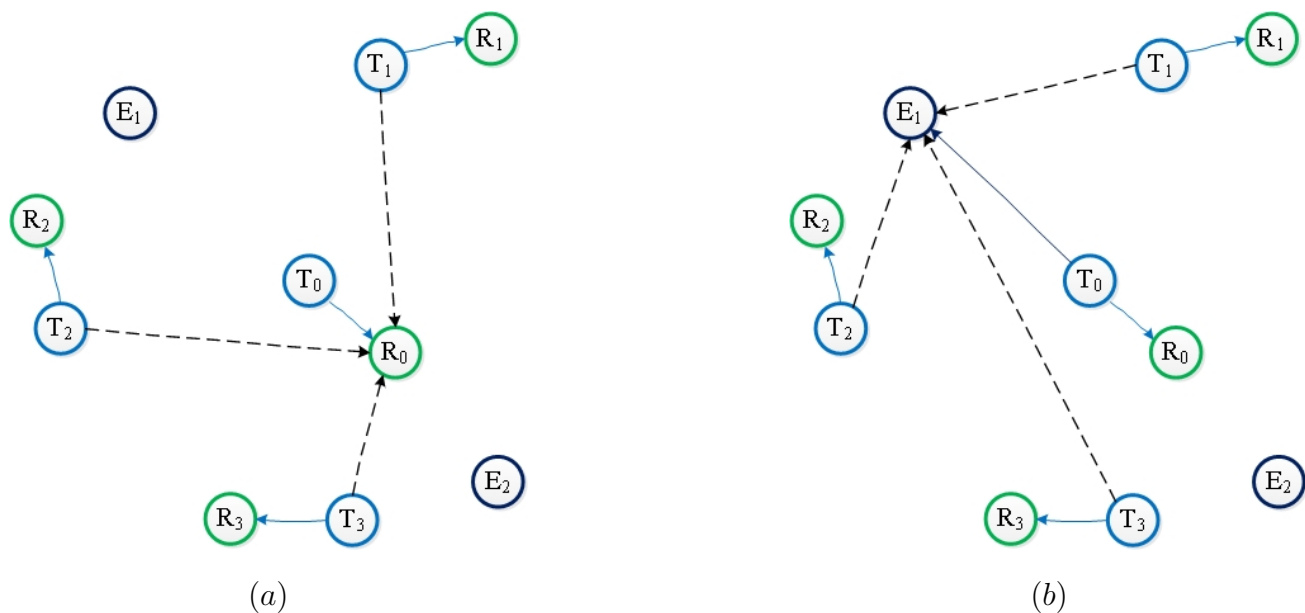 R₁
T₁
E₁
R₂
T₀
T₂
R₀
E₂
R₃
T₃
(a)
R₁
T₁
E₁
R₂
T₀
T₂
R₀
E₂
R₃
T₃
(b)